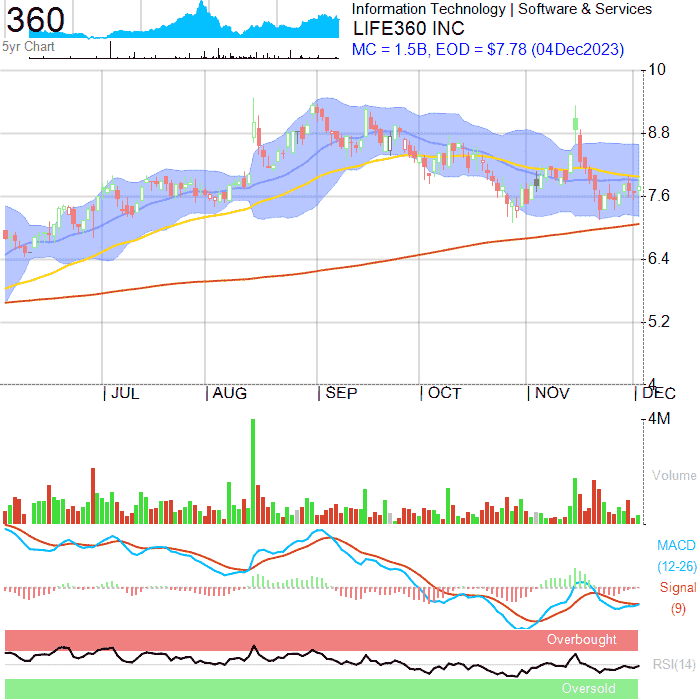 360
5yr Chart
Information Technology | Software & Services
LIFE360 INC
MC = 1.5B, EOD = $7.78 (04Dec2023)
10
8.8
7.6
6.4
5.2
4
JUL
AUG
SEP
OCT
NOV
DEC
4M
Volume
MACD
(12-26)
Signal
(9)
Overbought
RSI(14)
Oversold